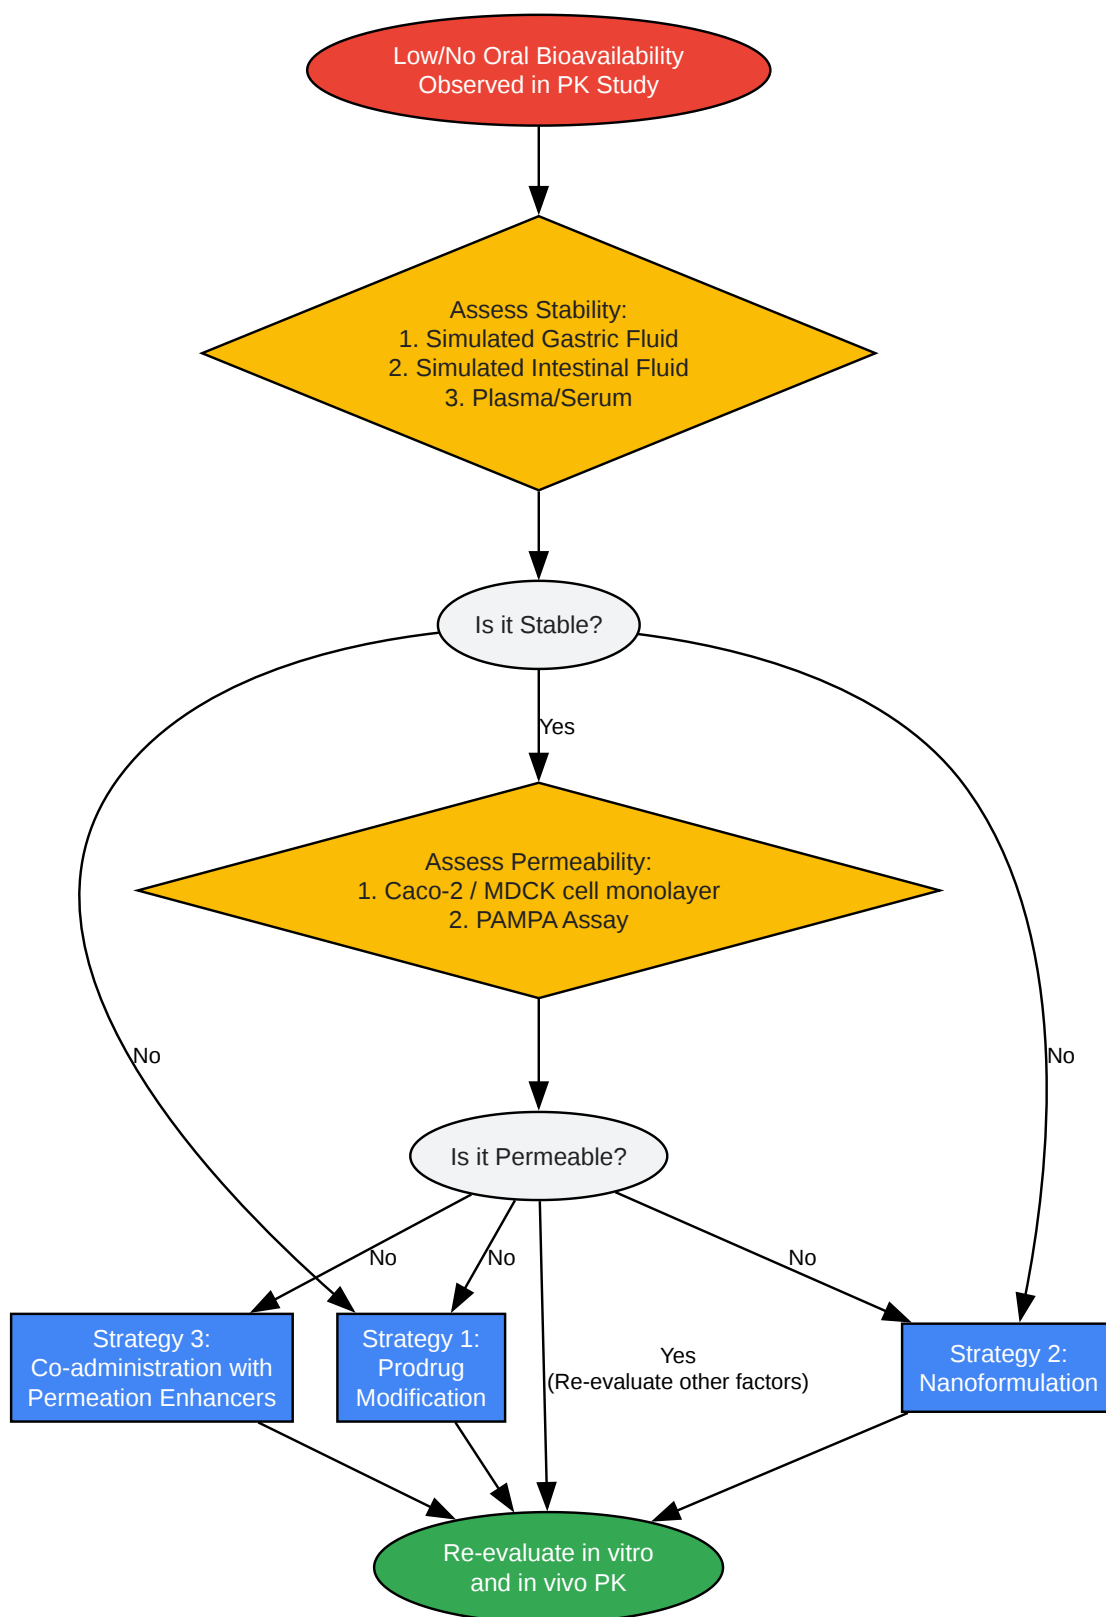 Low/No Oral Bioavailability
Observed in PK Study
Assess Stability:
1. Simulated Gastric Fluid
2. Simulated Intestinal Fluid
3. Plasma/Serum
Is it Stable?
Yes
Assess Permeability:
1. Caco-2 / MDCK cell monolayer
2. PAMPA Assay
No
No
Is it Permeable?
No
No
No
Yes
(Re-evaluate other factors)
Strategy 3:
Co-administration with
Permeation Enhancers
Strategy 1:
Prodrug
Modification
Strategy 2:
Nanoformulation
Re-evaluate in vitro
and in vivo PK